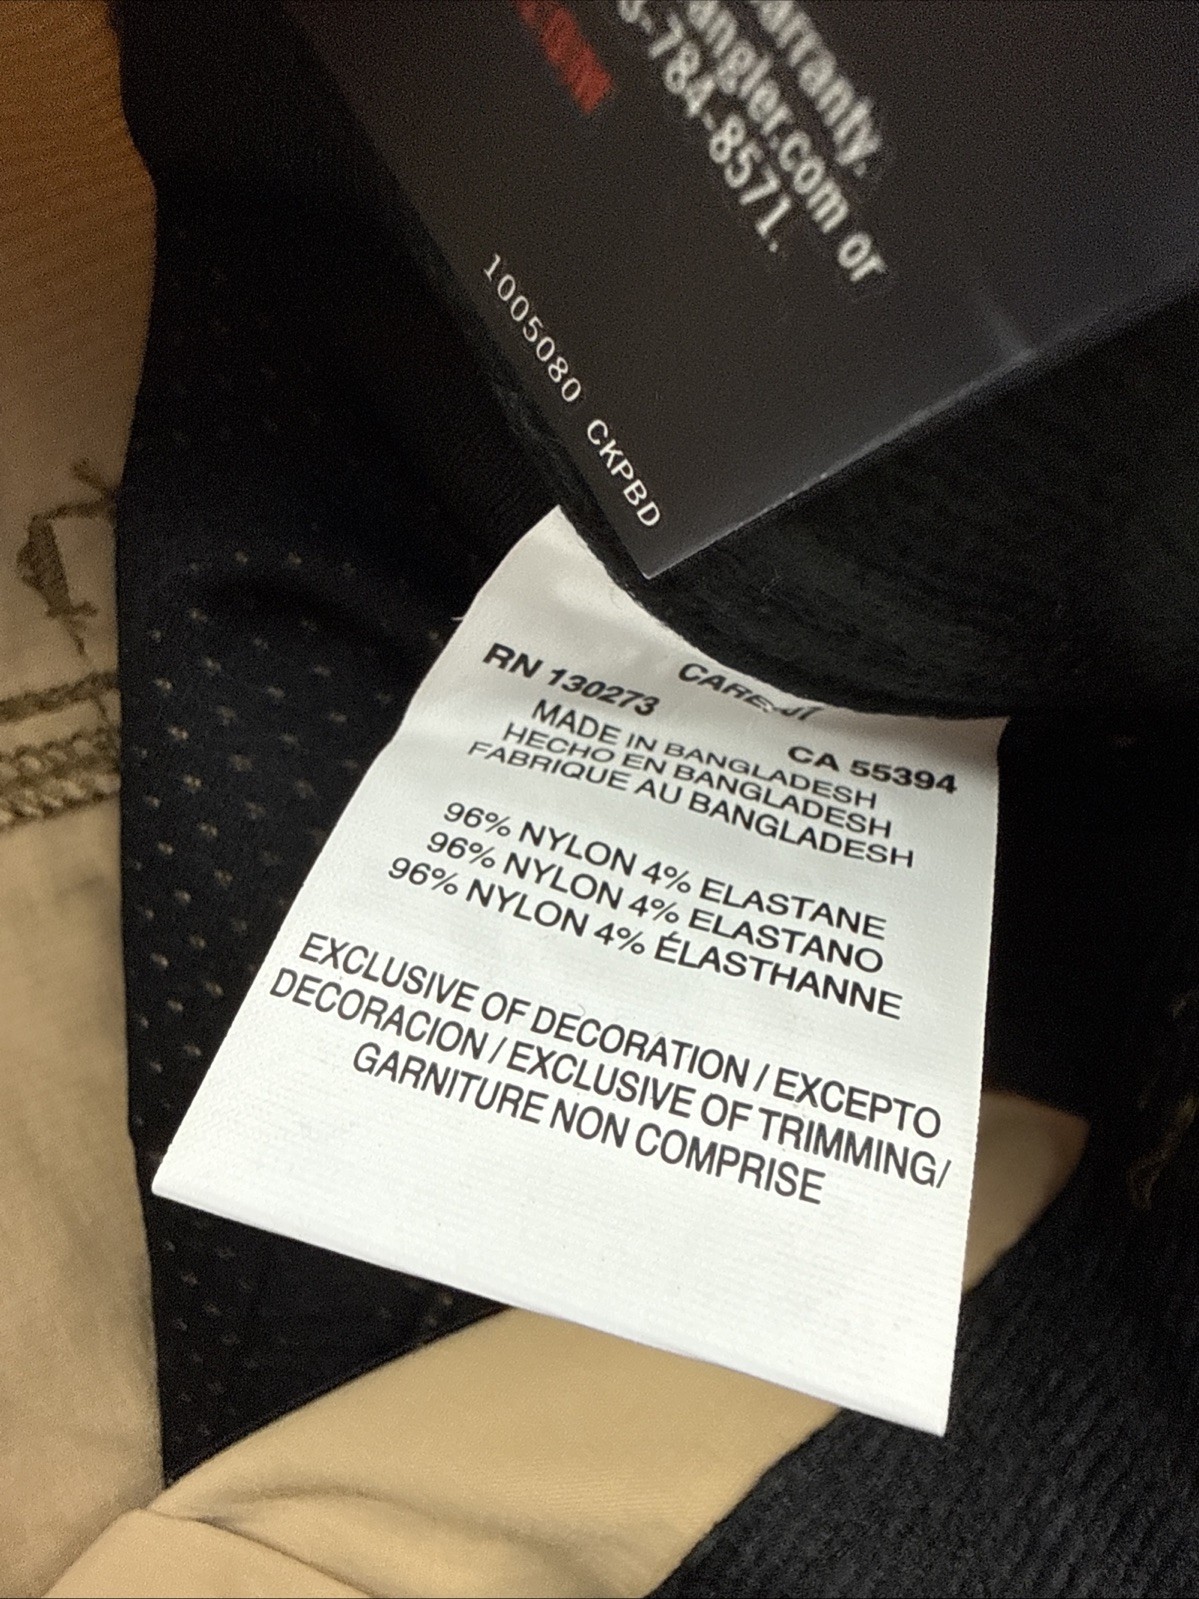 arranty.
angler.com or
-784-8571.
1005080 CKPBD
RN 130273
CA 55394
MADE IN BANGLADESH
HECHO EN BANGLADESH
FABRIQUE AU BANGLADESH
96% NYLON 4% ELASTANE
96% NYLON 4% ELASTANO
96% NYLON 4% ÉLASTHANNE
EXCLUSIVE OF DECORATION / EXCEPTO
DECORACION / EXCLUSIVE OF TRIMMING/
GARNITURE NON COMPRISE